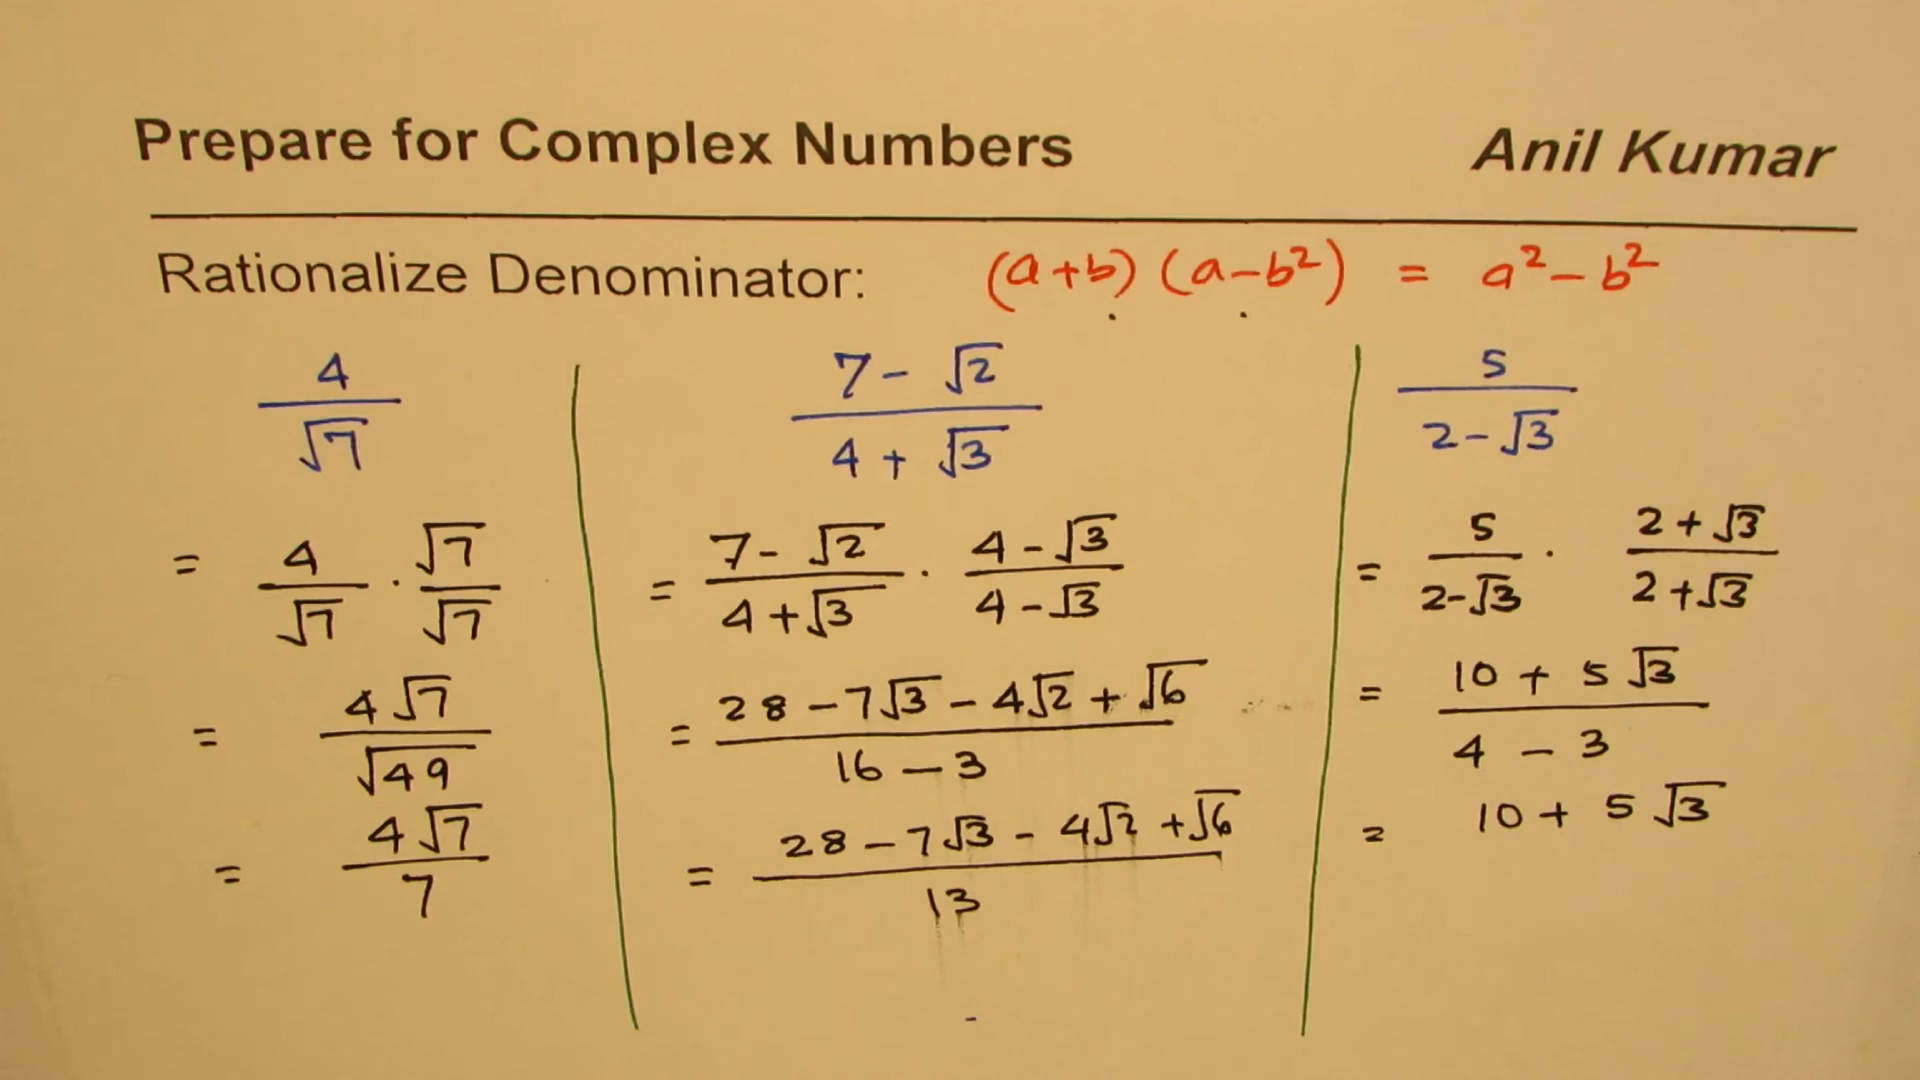 Prepare for Complex Numbers Anil Kumar
Rationalize Denominator: (a+b) (a-b²) = a² - b²
4/√7
= 4/√7 · √7/√7
= 4√7/√49
= 4√7/7
(7 - √2)/(4 + √3)
= (7 - √2)/(4 + √3) · (4 - √3)/(4 - √3)
= (28 - 7√3 - 4√2 + √6)/(16 - 3)
= (28 - 7√3 - 4√2 + √6)/13
5/(2 - √3)
= 5/(2-√3) · (2 + √3)/(2 + √3)
= (10 + 5√3)/(4 - 3)
= 10 + 5√3